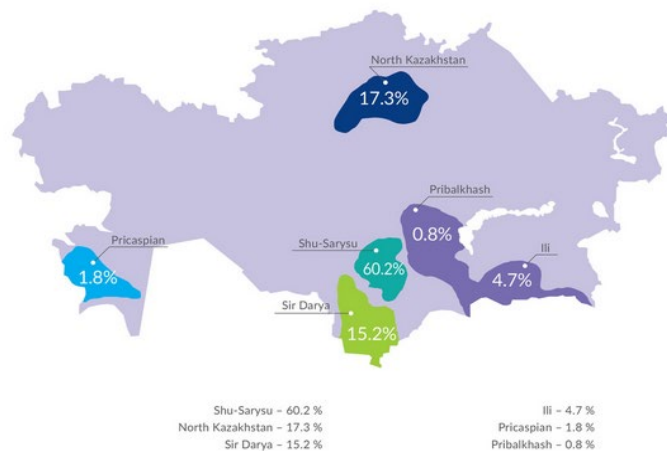 North Kazakhstan
17.3%
Pribalkhash
0.8%
Shu-Sarysu
60.2%
Ili
4.7%
Pricaspian
1.8%
Sir Darya
15.2%
Shu-Sarysu – 60.2 %
North Kazakhstan – 17.3 %
Sir Darya – 15.2 %
Ili – 4.7 %
Pricaspian – 1.8 %
Pribalkhash – 0.8 %